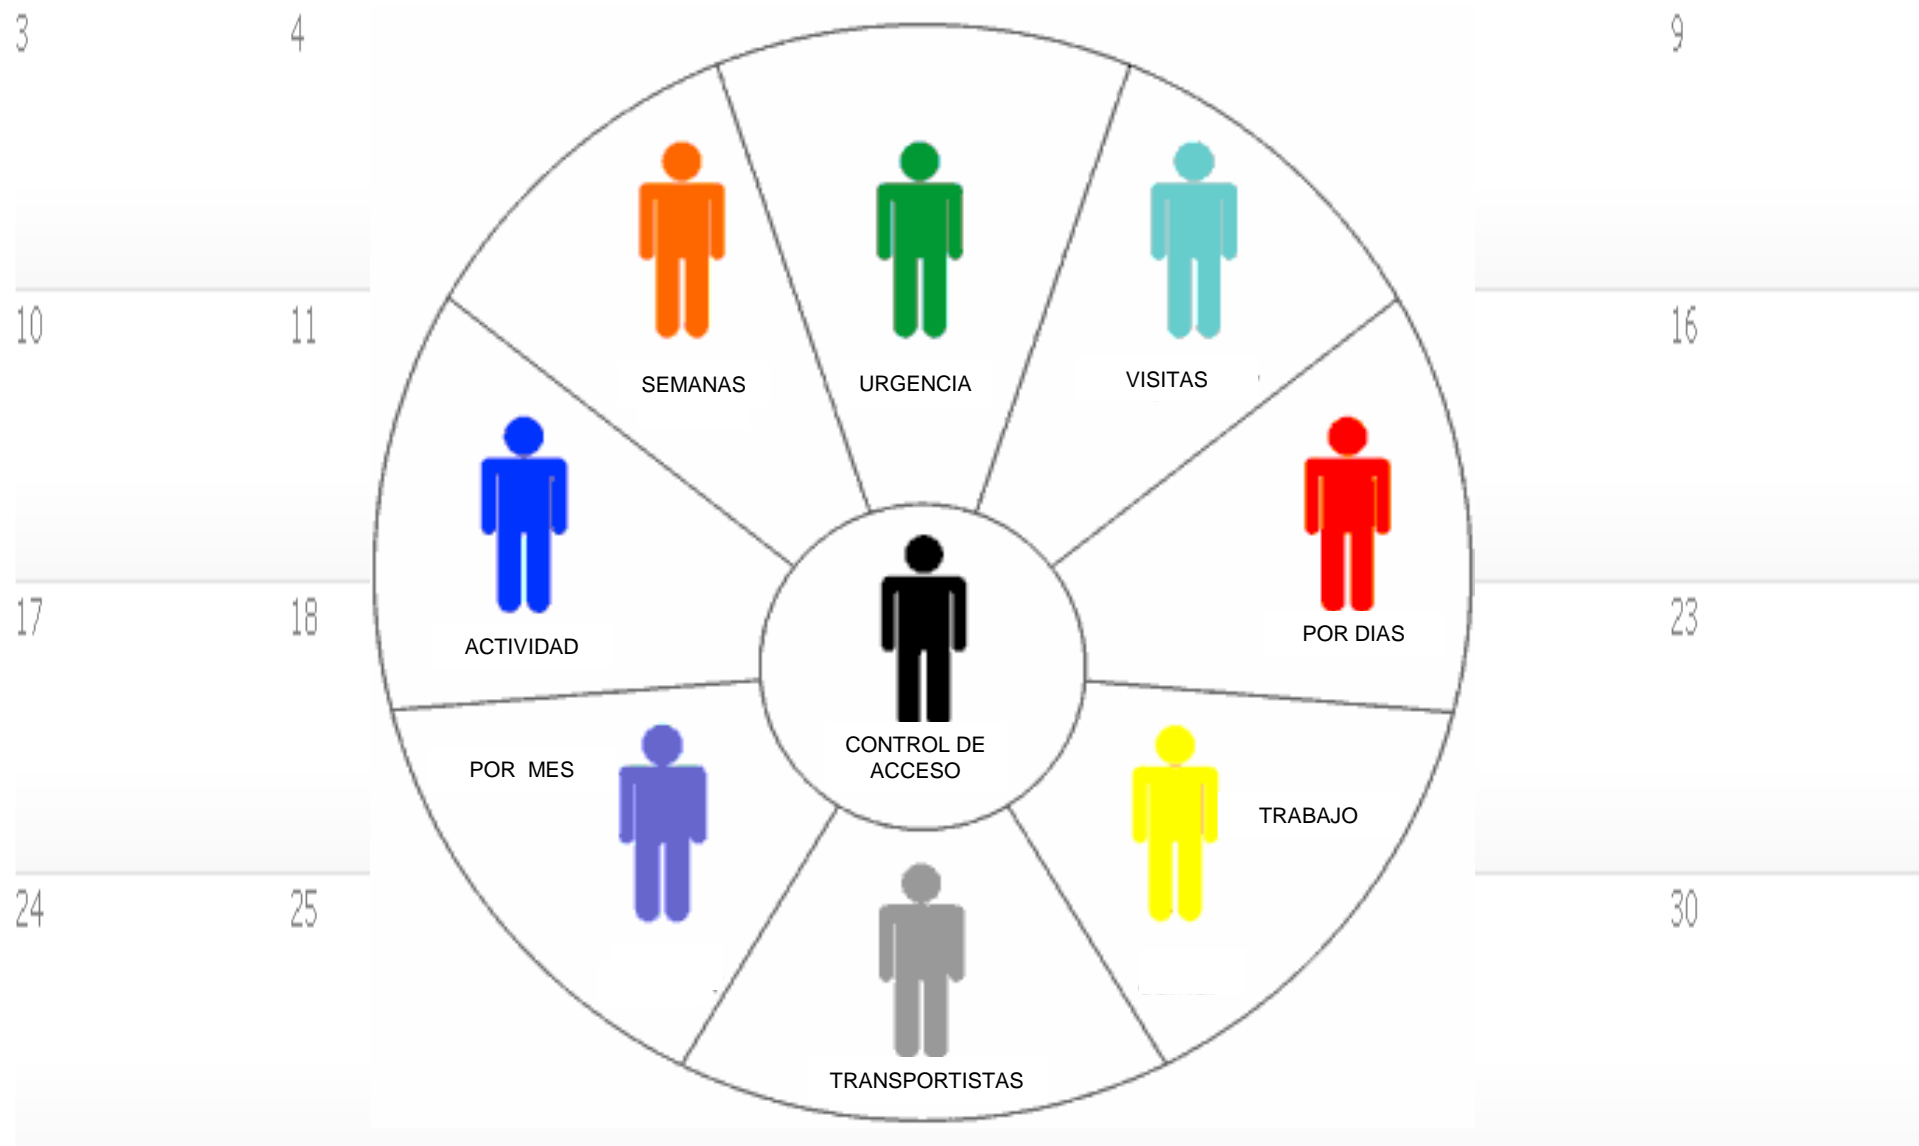 3
4
9
SEMANAS
URGENCIA
VISITAS
10
11
16
ACTIVIDAD
POR DIAS
17
18
23
POR  MES
CONTROL DE
ACCESO
TRABAJO
24
25
30
TRANSPORTISTAS